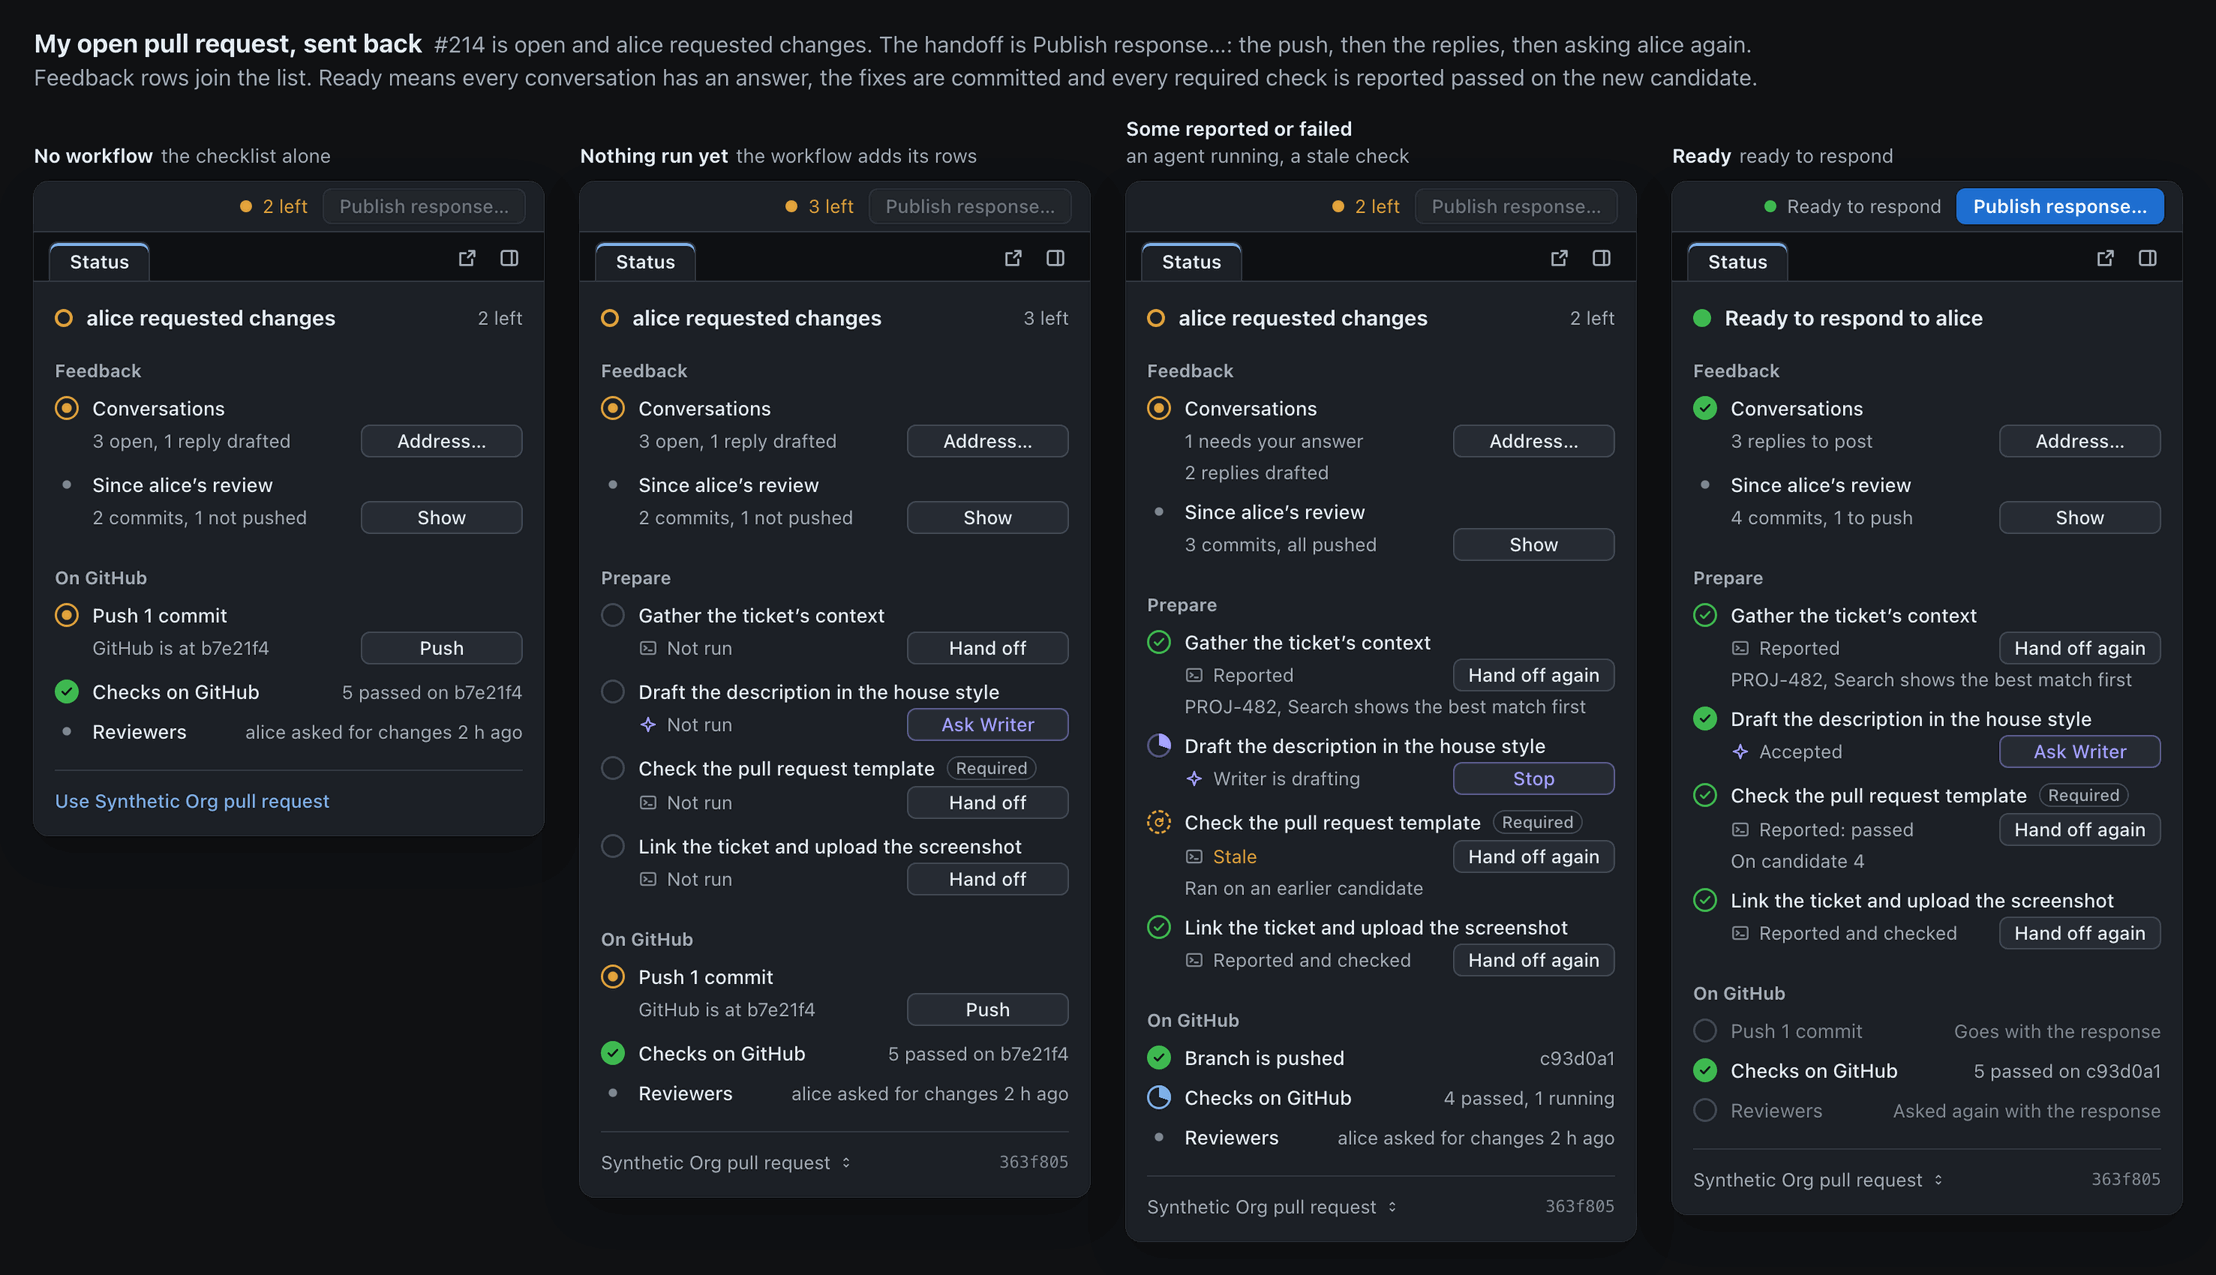 My open pull request, sent back #214 is open and alice requested changes. The handoff is Publish response...: the push, then the replies, then asking alice again.
Feedback rows join the list. Ready means every conversation has an answer, the fixes are committed and every required check is reported passed on the new candidate.
No workflow the checklist alone
2 left Publish response...
Status
alice requested changes 2 left
Feedback
Conversations
3 open, 1 reply drafted Address...
Since alice’s review
2 commits, 1 not pushed Show
On GitHub
Push 1 commit
GitHub is at b7e21f4 Push
Checks on GitHub 5 passed on b7e21f4
Reviewers alice asked for changes 2 h ago
Use Synthetic Org pull request
Nothing run yet the workflow adds its rows
3 left Publish response...
Status
alice requested changes 3 left
Feedback
Conversations
3 open, 1 reply drafted Address...
Since alice’s review
2 commits, 1 not pushed Show
Prepare
Gather the ticket’s context
Not run Hand off
Draft the description in the house style
Not run Ask Writer
Check the pull request template Required
Not run Hand off
Link the ticket and upload the screenshot
Not run Hand off
On GitHub
Push 1 commit
GitHub is at b7e21f4 Push
Checks on GitHub 5 passed on b7e21f4
Reviewers alice asked for changes 2 h ago
Synthetic Org pull request 363f805
Some reported or failed
an agent running, a stale check
2 left Publish response...
Status
alice requested changes 2 left
Feedback
Conversations
1 needs your answer Address...
2 replies drafted
Since alice’s review
3 commits, all pushed Show
Prepare
Gather the ticket’s context
Reported Hand off again
PROJ-482, Search shows the best match first
Draft the description in the house style
Writer is drafting Stop
Check the pull request template Required
Stale Hand off again
Ran on an earlier candidate
Link the ticket and upload the screenshot
Reported and checked Hand off again
On GitHub
Branch is pushed c93d0a1
Checks on GitHub 4 passed, 1 running
Reviewers alice asked for changes 2 h ago
Synthetic Org pull request 363f805
Ready ready to respond
Ready to respond Publish response...
Status
Ready to respond to alice
Feedback
Conversations
3 replies to post Address...
Since alice’s review
4 commits, 1 to push Show
Prepare
Gather the ticket’s context
Reported Hand off again
PROJ-482, Search shows the best match first
Draft the description in the house style
Accepted Ask Writer
Check the pull request template Required
Reported: passed Hand off again
On candidate 4
Link the ticket and upload the screenshot
Reported and checked Hand off again
On GitHub
Push 1 commit Goes with the response
Checks on GitHub 5 passed on c93d0a1
Reviewers Asked again with the response
Synthetic Org pull request 363f805